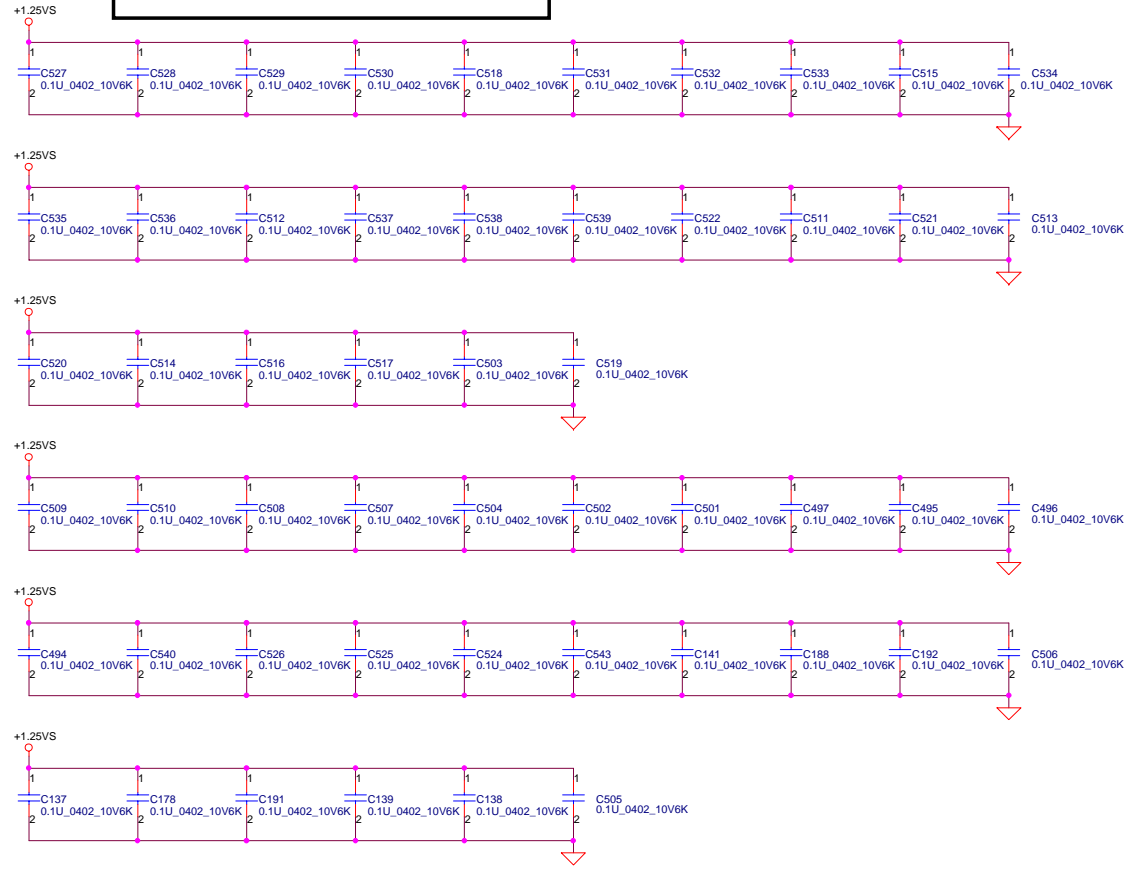 +1.25VS
1 1 1 1 1 1 1 1 1 1
C527 C528 C529 C530 C518 C531 C532 C533 C515 C534
0.1U_0402_10V6K 0.1U_0402_10V6K 0.1U_0402_10V6K 0.1U_0402_10V6K 0.1U_0402_10V6K 0.1U_0402_10V6K 0.1U_0402_10V6K 0.1U_0402_10V6K 0.1U_0402_10V6K 0.1U_0402_10V6K
2 2 2 2 2 2 2 2 2 2
+1.25VS
1 1 1 1 1 1 1 1 1 1
C535 C536 C512 C537 C538 C539 C522 C511 C521 C513
0.1U_0402_10V6K 0.1U_0402_10V6K 0.1U_0402_10V6K 0.1U_0402_10V6K 0.1U_0402_10V6K 0.1U_0402_10V6K 0.1U_0402_10V6K 0.1U_0402_10V6K 0.1U_0402_10V6K 0.1U_0402_10V6K
2 2 2 2 2 2 2 2 2 2
+1.25VS
1 1 1 1 1 1
C520 C514 C516 C517 C503 C519
0.1U_0402_10V6K 0.1U_0402_10V6K 0.1U_0402_10V6K 0.1U_0402_10V6K 0.1U_0402_10V6K 0.1U_0402_10V6K
2 2 2 2 2 2
+1.25VS
1 1 1 1 1 1 1 1 1 1
C509 C510 C508 C507 C504 C502 C501 C497 C495 C496
0.1U_0402_10V6K 0.1U_0402_10V6K 0.1U_0402_10V6K 0.1U_0402_10V6K 0.1U_0402_10V6K 0.1U_0402_10V6K 0.1U_0402_10V6K 0.1U_0402_10V6K 0.1U_0402_10V6K 0.1U_0402_10V6K
2 2 2 2 2 2 2 2 2 2
+1.25VS
1 1 1 1 1 1 1 1 1 1
C494 C540 C526 C525 C524 C543 C141 C188 C192 C506
0.1U_0402_10V6K 0.1U_0402_10V6K 0.1U_0402_10V6K 0.1U_0402_10V6K 0.1U_0402_10V6K 0.1U_0402_10V6K 0.1U_0402_10V6K 0.1U_0402_10V6K 0.1U_0402_10V6K 0.1U_0402_10V6K
2 2 2 2 2 2 2 2 2 2
+1.25VS
1 1 1 1 1 1
C137 C178 C191 C139 C138 C505
0.1U_0402_10V6K 0.1U_0402_10V6K 0.1U_0402_10V6K 0.1U_0402_10V6K 0.1U_0402_10V6K 0.1U_0402_10V6K
2 2 2 2 2 2